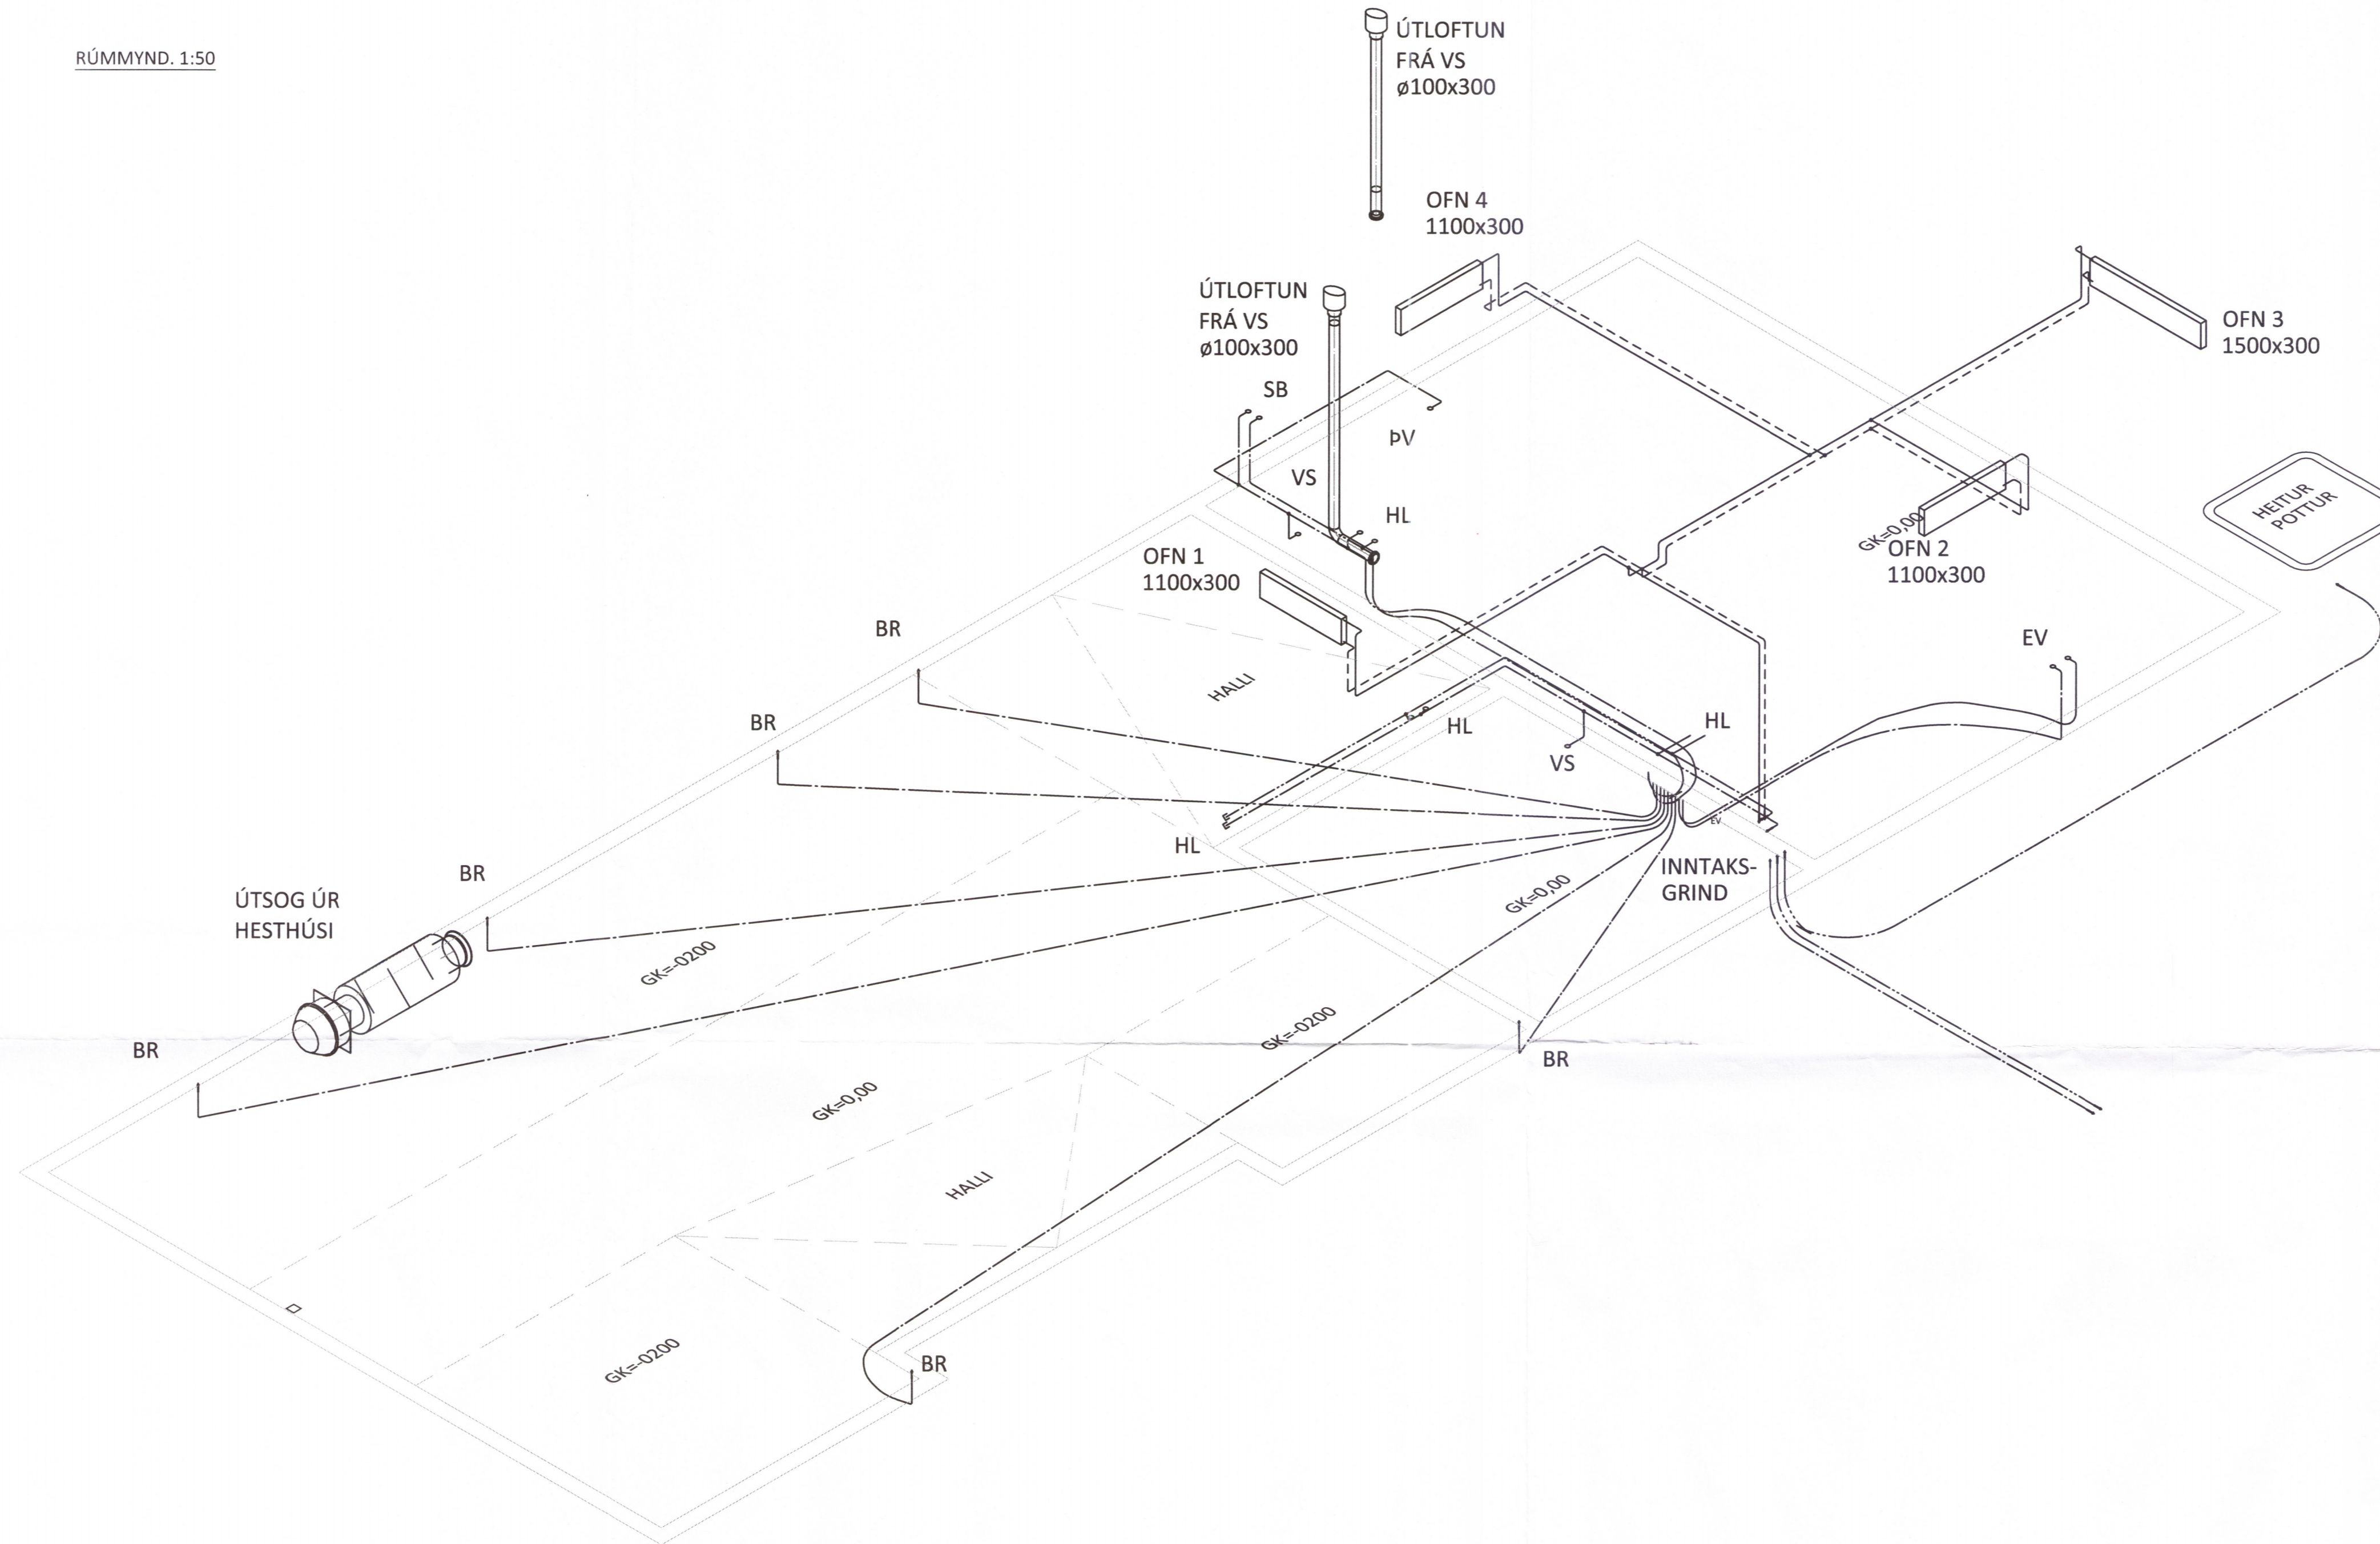 RÚMMYND. 1:50
ÚTLOFTUN
FRÁ VS
ø100x300
OFN 4
1100x300
ÚTLOFTUN
FRÁ VS
ø100x300
OFN 3
1500x300
SB
ÞV
VS
HL
HEITUR
POTTUR
GK=0,00
OFN 2
1100x300
OFN 1
1100x300
BR
EV
HALLI
BR
HL
HL
VS
EV
HL
INNTAKS-
GRIND
BR
GK=0,00
ÚTSOG ÚR
HESTHÚSI
GK=-0200
GK=-0200
BR
BR
GK=0,00
HALLI
GK=-0200
BR